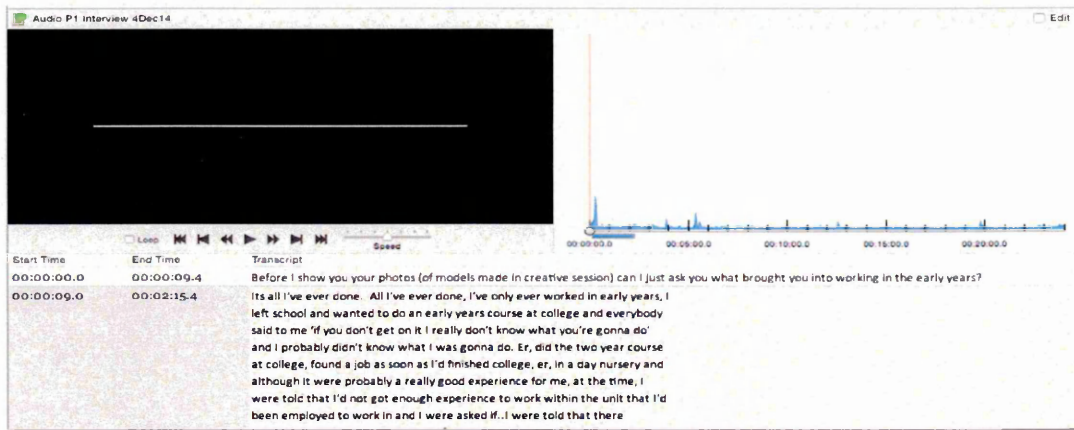 Audio P1 Interview 4Dec14
Edit
Loop
Speed
00:00:00.0 00:05:00.0 00:10:00.0 00:15:00.0 00:20:00.0
Start Time End Time Transcript
00:00:00.0 00:00:09.4 Before I show you your photos (of models made in creative session) can I just ask you what brought you into working in the early years?
00:00:09.0 00:02:15.4 Its all I've ever done. All I've ever done, I've only ever worked in early years, I
left school and wanted to do an early years course at college and everybody
said to me 'if you don't get on it I really don't know what you're gonna do'
and I probably didn't know what I was gonna do. Er, did the two year course
at college, found a job as soon as I'd finished college, er, in a day nursery and
although it were probably a really good experience for me, at the time, I
were told that I'd not got enough experience to work within the unit that I'd
been employed to work in and I were asked if..I were told that there